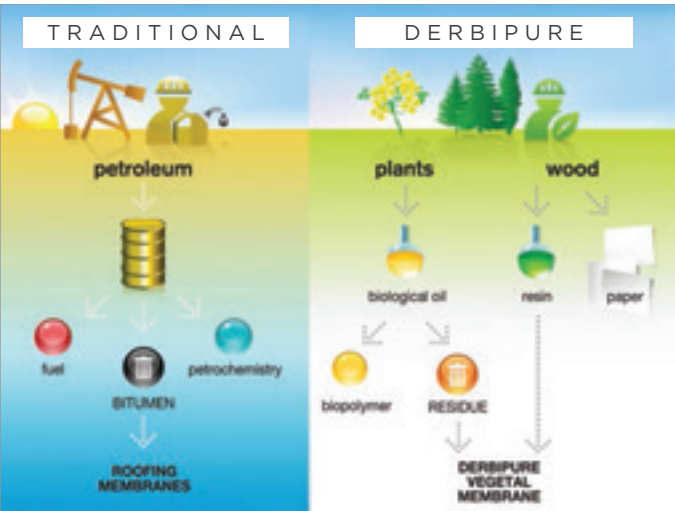 TRADITIONAL
petroleum
fuel
petrochemistry
BITUMEN
ROOFING
MEMBRANES
DERBIPURE
plants
wood
biological oil
resin
paper
biopolymer
RESIDUE
DERBIPURE
VEGETAL
MEMBRANE